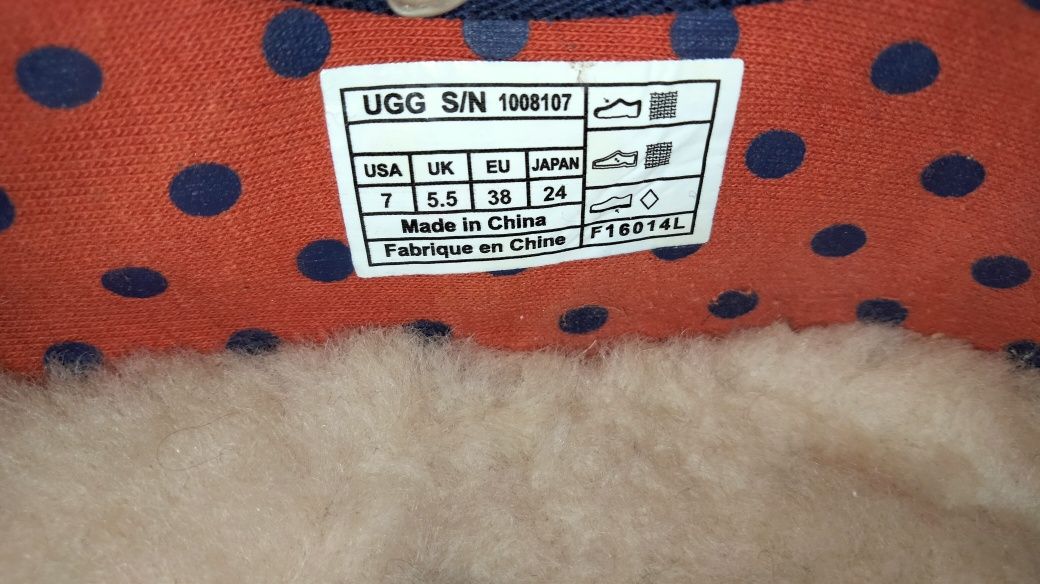 UGG S/N 1008107
USA UK EU JAPAN
7 5.5 38 24
Made in China
Fabrique en Chine
F16014L